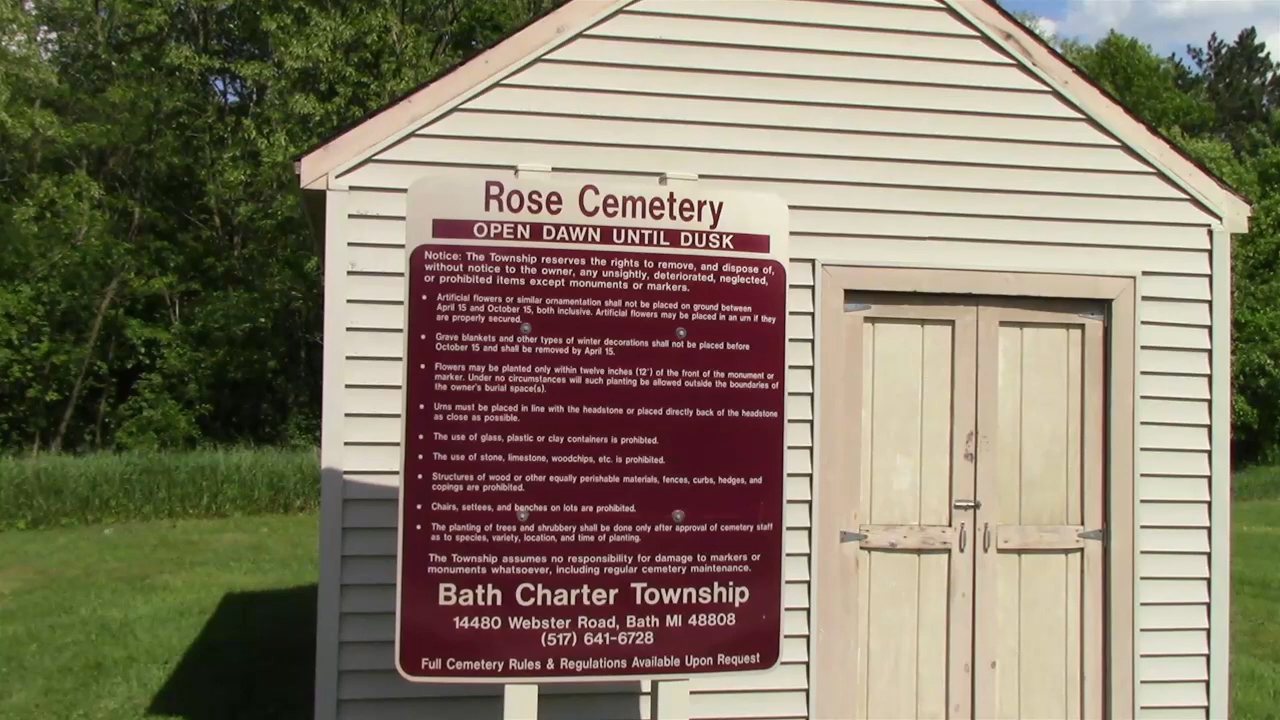 Rose Cemetery
OPEN DAWN UNTIL DUSK
Notice: The Township reserves the rights to remove, and dispose of,
without notice to the owner, any unsightly, deteriorated, neglected,
or prohibited items except monuments or markers.
• Artificial flowers or similar ornamentation shall not be placed on ground between
April 15 and October 15, both inclusive. Artificial flowers may be placed in an urn if they
are properly secured.
• Grave blankets and other types of winter decorations shall not be placed before
October 15 and shall be removed by April 15.
• Flowers may be planted only within twelve inches (12") of the front of the monument or
marker. Under no circumstances will such planting be allowed outside the boundaries of
the owner's burial space(s).
• Urns must be placed in line with the headstone or placed directly back of the headstone
as close as possible.
• The use of glass, plastic or clay containers is prohibited.
• The use of stone, limestone, woodchips, etc. is prohibited.
• Structures of wood or other equally perishable materials, fences, curbs, hedges, and
copings are prohibited.
• Chairs, settees, and benches on lots are prohibited.
• The planting of trees and shrubbery shall be done only after approval of cemetery staff
as to species, variety, location, and time of planting.
The Township assumes no responsibility for damage to markers or
monuments whatsoever, including regular cemetery maintenance.
Bath Charter Township
14480 Webster Road, Bath MI 48808
(517) 641-6728
Full Cemetery Rules & Regulations Available Upon Request